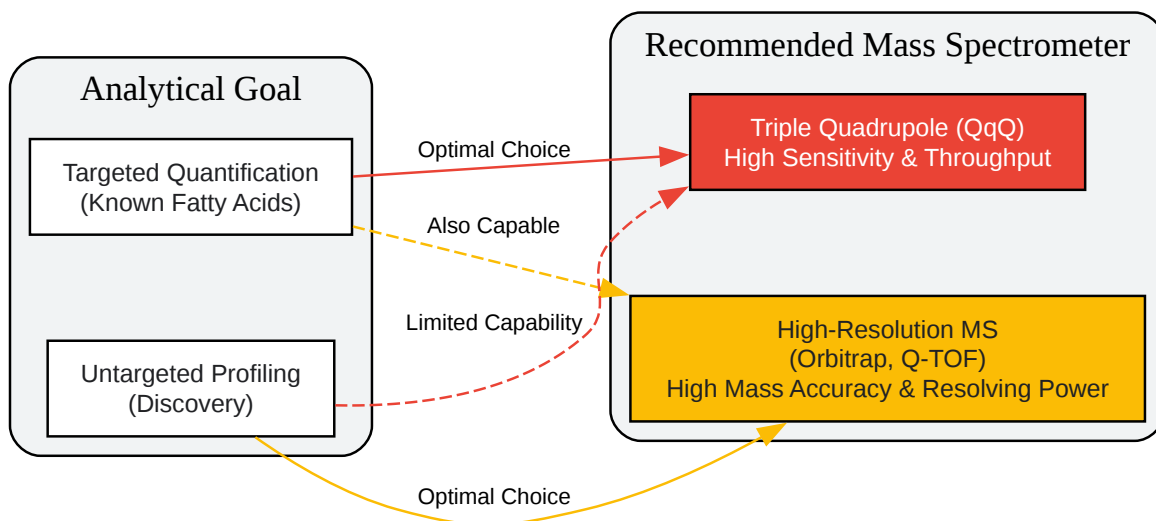 Analytical Goal
Targeted Quantification
(Known Fatty Acids)
Untargeted Profiling
(Discovery)
Optimal Choice
Also Capable
Limited Capability
Optimal Choice
Recommended Mass Spectrometer
Triple Quadrupole (QqQ)
High Sensitivity & Throughput
High-Resolution MS
(Orbitrap, Q-TOF)
High Mass Accuracy & Resolving Power